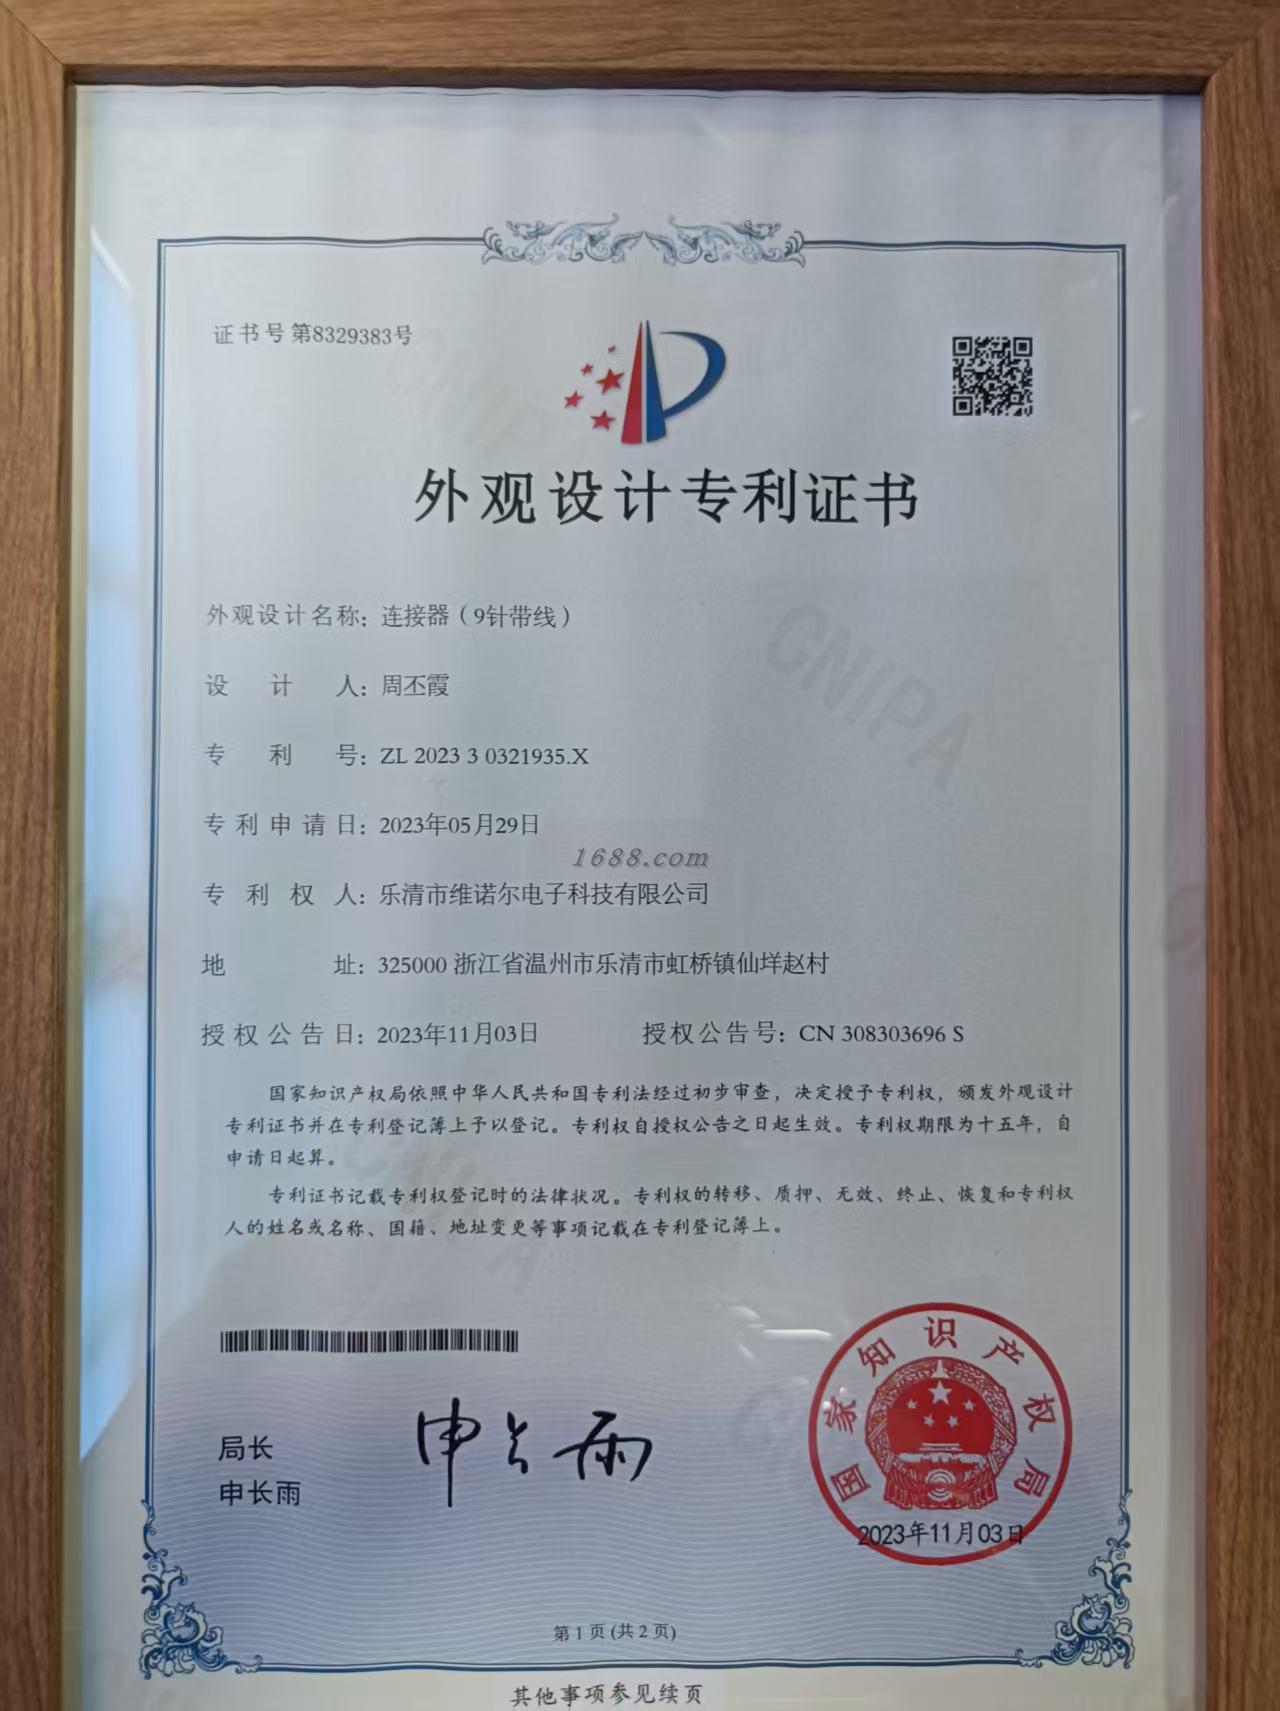 证书号第8329383号
外观设计专利证书
外观设计名称：连接器（9针带线）
设计人：周丕霞
专利号：ZL 2023 3 0321935.X
专利申请日：2023年05月29日
1688.com
专利权人：乐清市维诺尔电子科技有限公司
地址：325000 浙江省温州市乐清市虹桥镇仙垟赵村
授权公告日：2023年11月03日 授权公告号：CN 308303696 S
国家知识产权局依照中华人民共和国专利法经过初步审查，决定授予专利权，颁发外观设计
专利证书并在专利登记簿上予以登记。专利权自授权公告之日起生效。专利权期限为十五年，自
申请日起算。
专利证书记载专利权登记时的法律状况。专利权的转移、质押、无效、终止、恢复和专利权
人的姓名或名称、国籍、地址变更等事项记载在专利登记簿上。
局长
申长雨
申长雨
国家知识产权局
2023年11月03日
第 1 页 (共 2 页)
其他事项参见续页
CNIPA
CNIPA
CNIPA